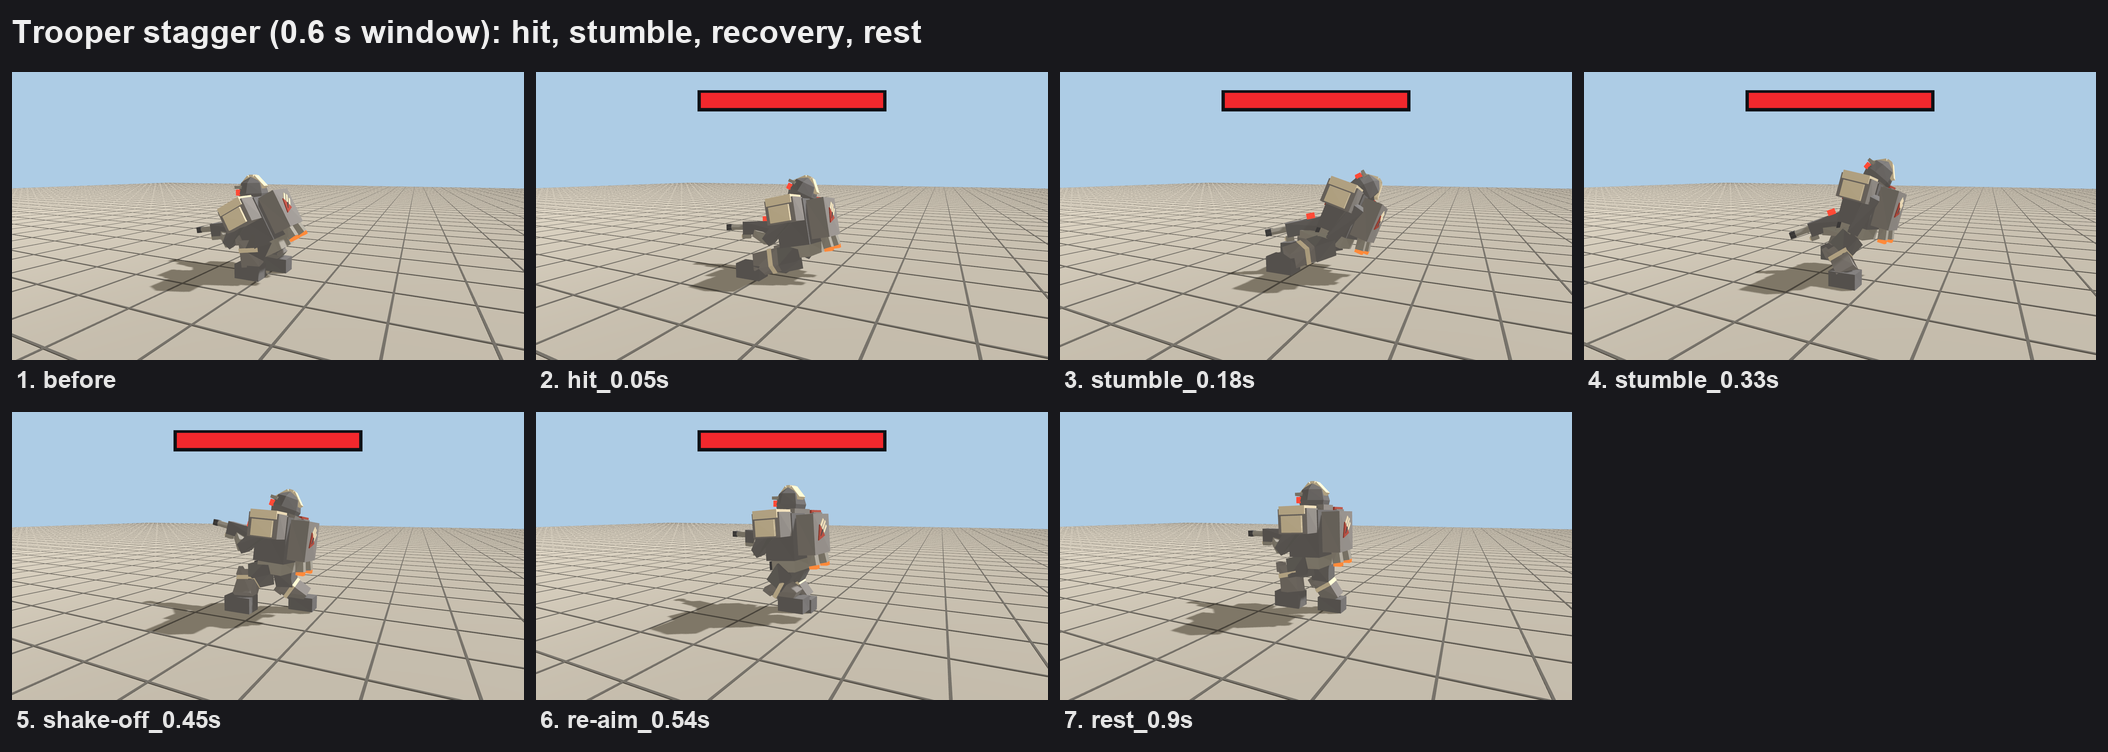 Trooper stagger (0.6 s window): hit, stumble, recovery, rest
1. before
2. hit_0.05s
3. stumble_0.18s
4. stumble_0.33s
5. shake-off_0.45s
6. re-aim_0.54s
7. rest_0.9s